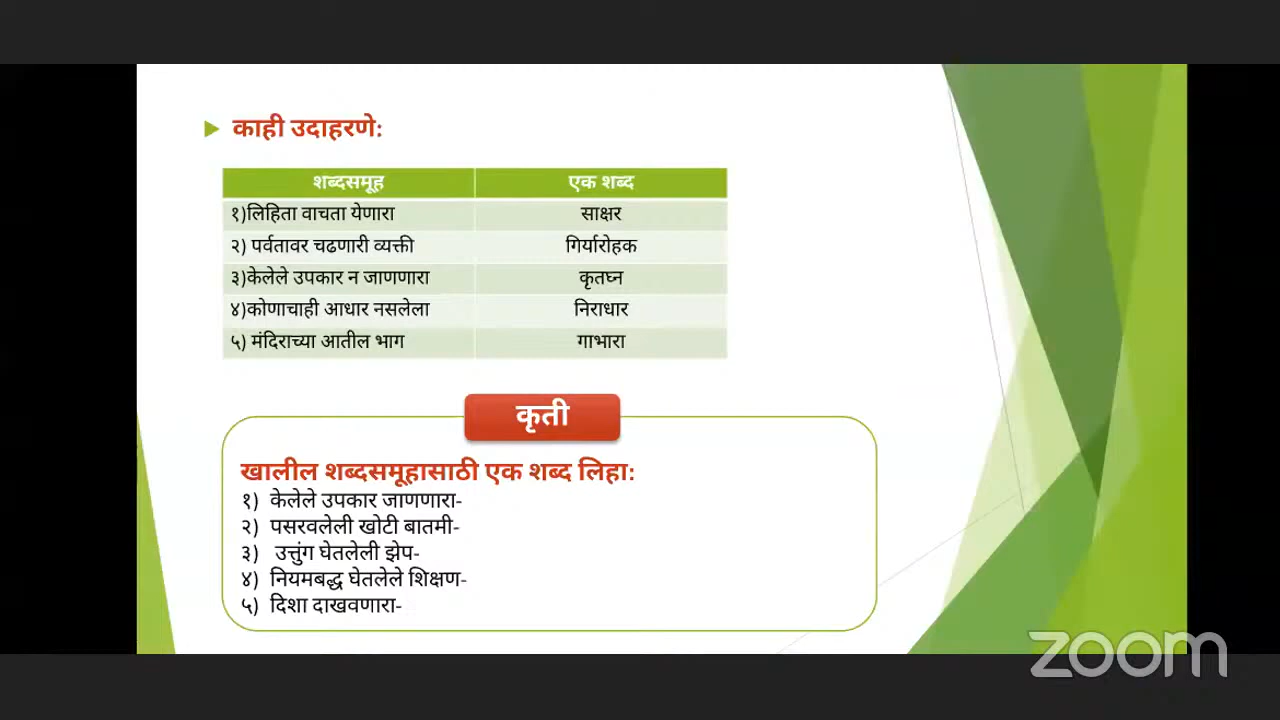 काही उदाहरणे:
शब्दसमूह एक शब्द
१)लिहिता वाचता येणारा साक्षर
२) पर्वतावर चढणारी व्यक्ती गिर्यारोहक
३)केलेले उपकार न जाणणारा कृतघ्न
४)कोणाचाही आधार नसलेला निराधार
५) मंदिराच्या आतील भाग गाभारा
कृती
खालील शब्दसमूहासाठी एक शब्द लिहा:
१) केलेले उपकार जाणणारा-
२) पसरवलेली खोटी बातमी-
३) उत्तुंग घेतलेली झेप-
४) नियमबद्ध घेतलेले शिक्षण-
५) दिशा दाखवणारा-
zoom